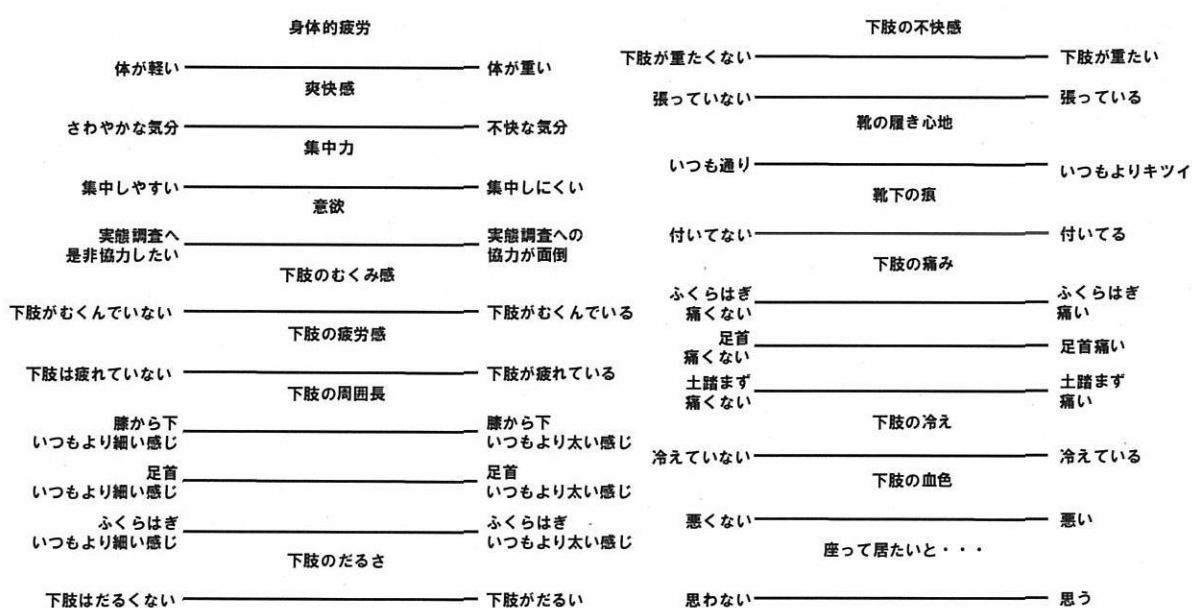 身体的疲労
体が軽い 体が重い
爽快感
さわやかな気分 不快な気分
集中力
集中しやすい 集中しにくい
意欲
実態調査へ 実態調査への
是非協力したい 協力が面倒
下肢のむくみ感
下肢がむくんでいない 下肢がむくんでいる
下肢の疲労感
下肢は疲れていない 下肢が疲れている
下肢の周囲長
膝から下 膝から下
いつもより細い感じ いつもより太い感じ
足首 足首
いつもより細い感じ いつもより太い感じ
ふくらはぎ ふくらはぎ
いつもより細い感じ いつもより太い感じ
下肢のだるさ
下肢はだるくない 下肢がだるい
下肢の不快感
下肢が重たくない 下肢が重たい
張っていない 張っている
靴の履き心地
いつも通り いつもよりキツイ
靴下の痕
付いてない 付いてる
下肢の痛み
ふくらはぎ ふくらはぎ
痛くない 痛い
足首 足首痛い
痛くない
土踏まず 土踏まず
痛くない 痛い
下肢の冷え
冷えていない 冷えている
下肢の血色
悪くない 悪い
座って居たいと・・・
思わない 思う